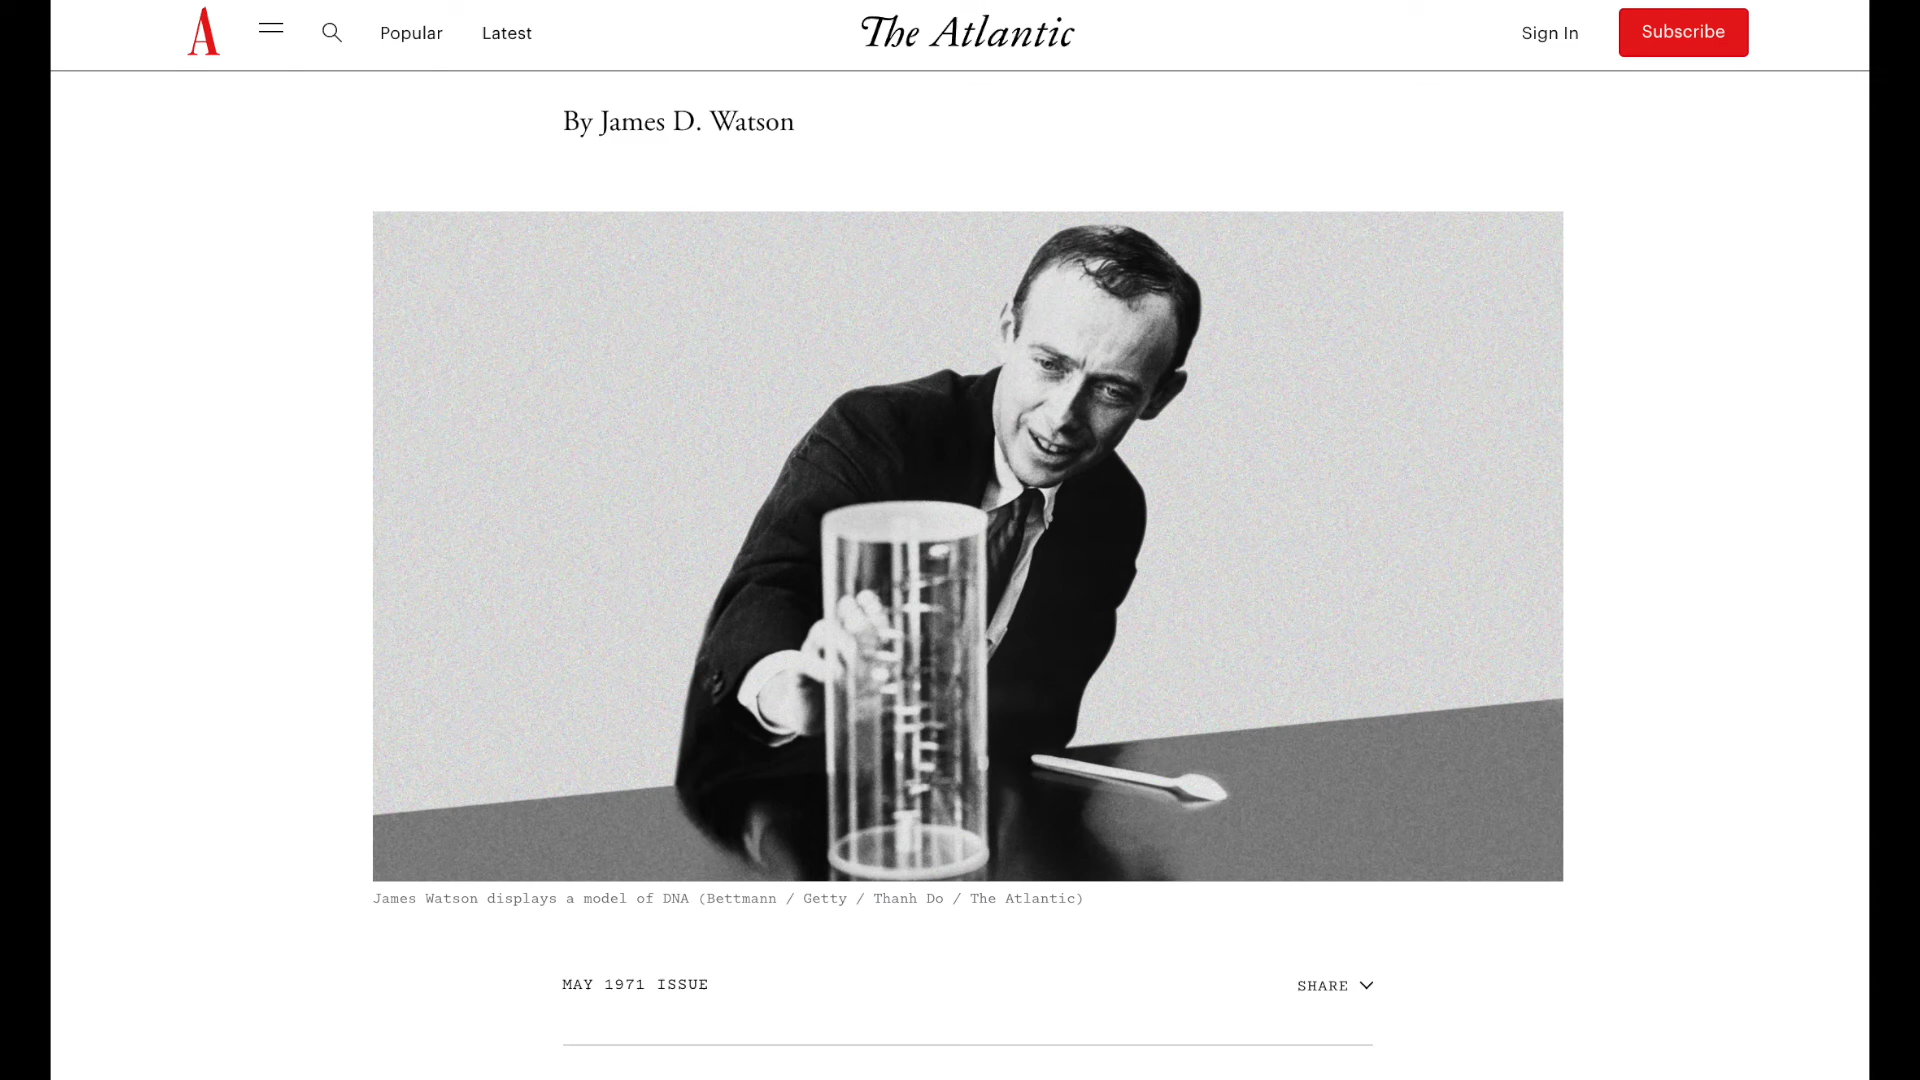 A
Popular
Latest
The Atlantic
Sign In
Subscribe
By James D. Watson
James Watson displays a model of DNA (Bettmann / Getty / Thanh Do / The Atlantic)
MAY 1971 ISSUE
SHARE